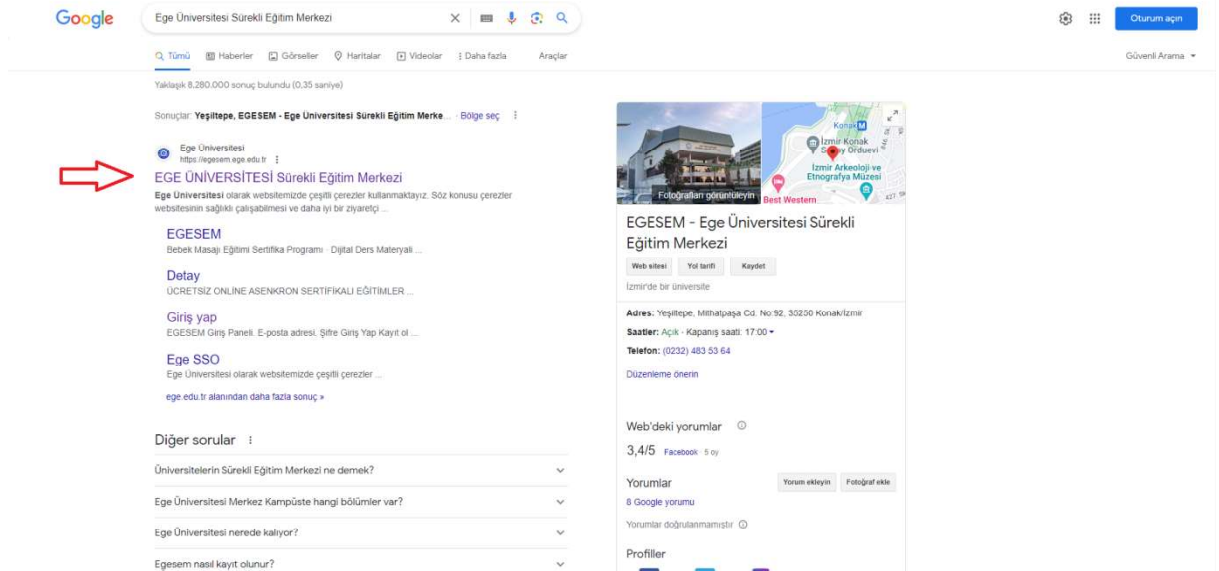 Google
Ege Üniversitesi Sürekli Eğitim Merkezi
Oturum açın
Tümü Haberler Görseller Haritalar Videolar Daha fazla Araçlar
Güvenli Arama
Yaklaşık 8.280.000 sonuç bulundu (0,35 saniye)
Sonuçlar: Yeşiltepe, EGESEM - Ege Üniversitesi Sürekli Eğitim Merke... · Bölge seç
Ege Üniversitesi
https://egesem.ege.edu.tr
EGE ÜNİVERSİTESİ Sürekli Eğitim Merkezi
Ege Üniversitesi olarak websitemizde çeşitli çerezler kullanmaktayız. Söz konusu çerezler
websitesinin sağlıklı çalışabilmesi ve daha iyi bir ziyaretçi ...
EGESEM
Bebek Masajı Eğitimi Sertifika Programı · Dijital Ders Materyali ...
Detay
ÜCRETSİZ ONLİNE ASENKRON SERTİFİKALI EĞİTİMLER ...
Giriş yap
EGESEM Giriş Paneli. E-posta adresi. Şifre Giriş Yap Kayıt ol ...
Ege SSO
Ege Üniversitesi olarak websitemizde çeşitli çerezler ...
ege.edu.tr alanından daha fazla sonuç »
Diğer sorular
Üniversitelerin Sürekli Eğitim Merkezi ne demek?
Ege Üniversitesi Merkez Kampüste hangi bölümler var?
Ege Üniversitesi nerede kalıyor?
Egesem nasıl kayıt olunur?
Fotoğrafları görüntüleyin
Konak
İzmir Konak
Orduevi
İzmir Arkeoloji ve
Etnografya Müzesi
Best Western
EGESEM - Ege Üniversitesi Sürekli
Eğitim Merkezi
Web sitesi Yol tarifi Kaydet
İzmir'de bir üniversite
Adres: Yeşiltepe, Mithatpaşa Cd. No:92, 35250 Konak/İzmir
Saatler: Açık · Kapanış saati: 17:00
Telefon: (0232) 483 53 64
Düzenleme önerin
Web'deki yorumlar
3,4/5 Facebook · 5 oy
Yorumlar
Yorum ekleyin Fotoğraf ekle
8 Google yorumu
Yorumlar doğrulanmamıştır
Profiller